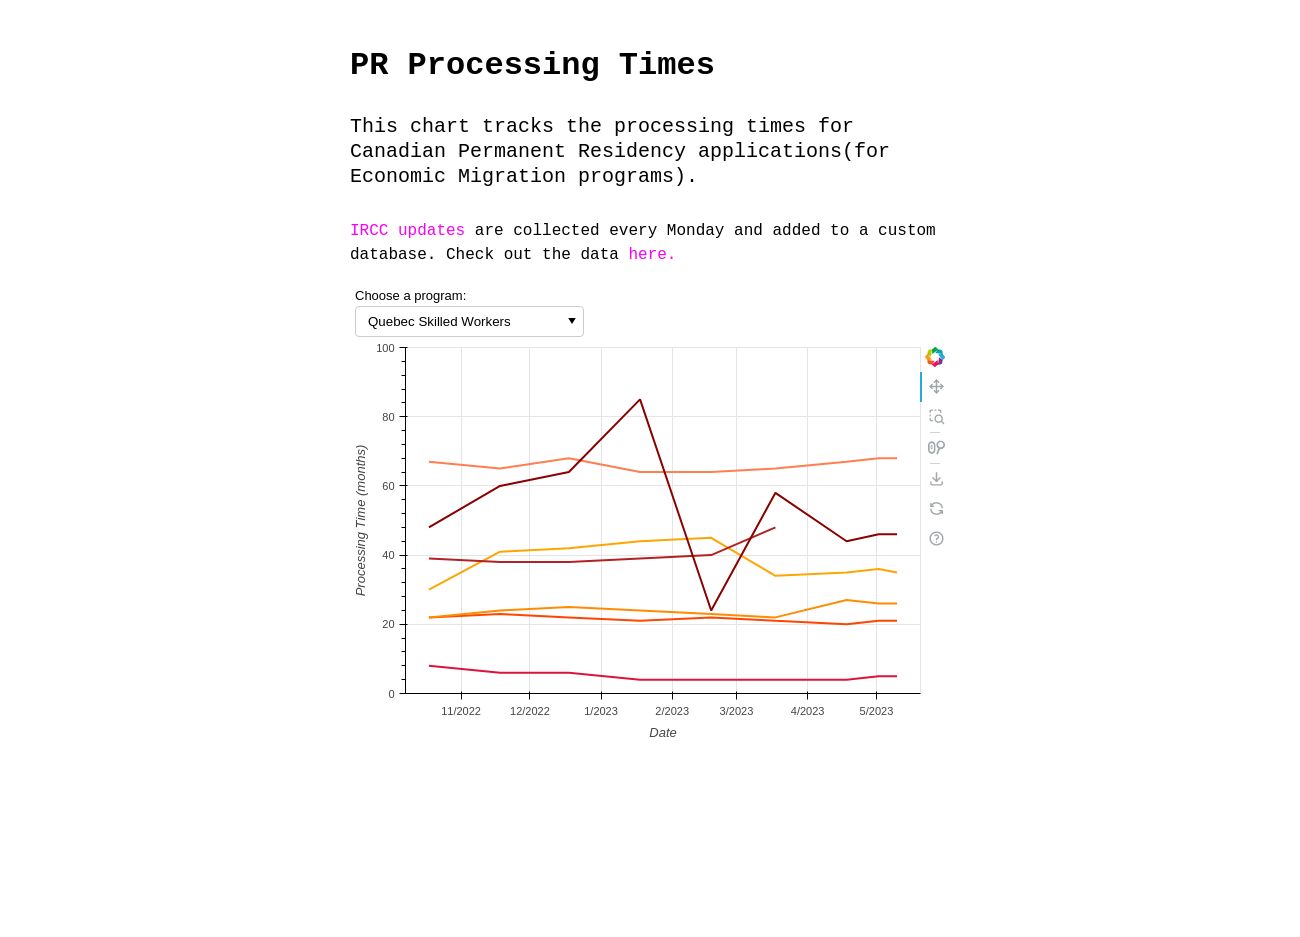 PR Processing Times
This chart tracks the processing times for
Canadian Permanent Residency applications(for
Economic Migration programs).
IRCC updates are collected every Monday and added to a custom
database. Check out the data here.
Choose a program:
Quebec Skilled Workers
100
80
60
40
20
0
Processing Time (months)
11/2022 12/2022 1/2023 2/2023 3/2023 4/2023 5/2023
Date